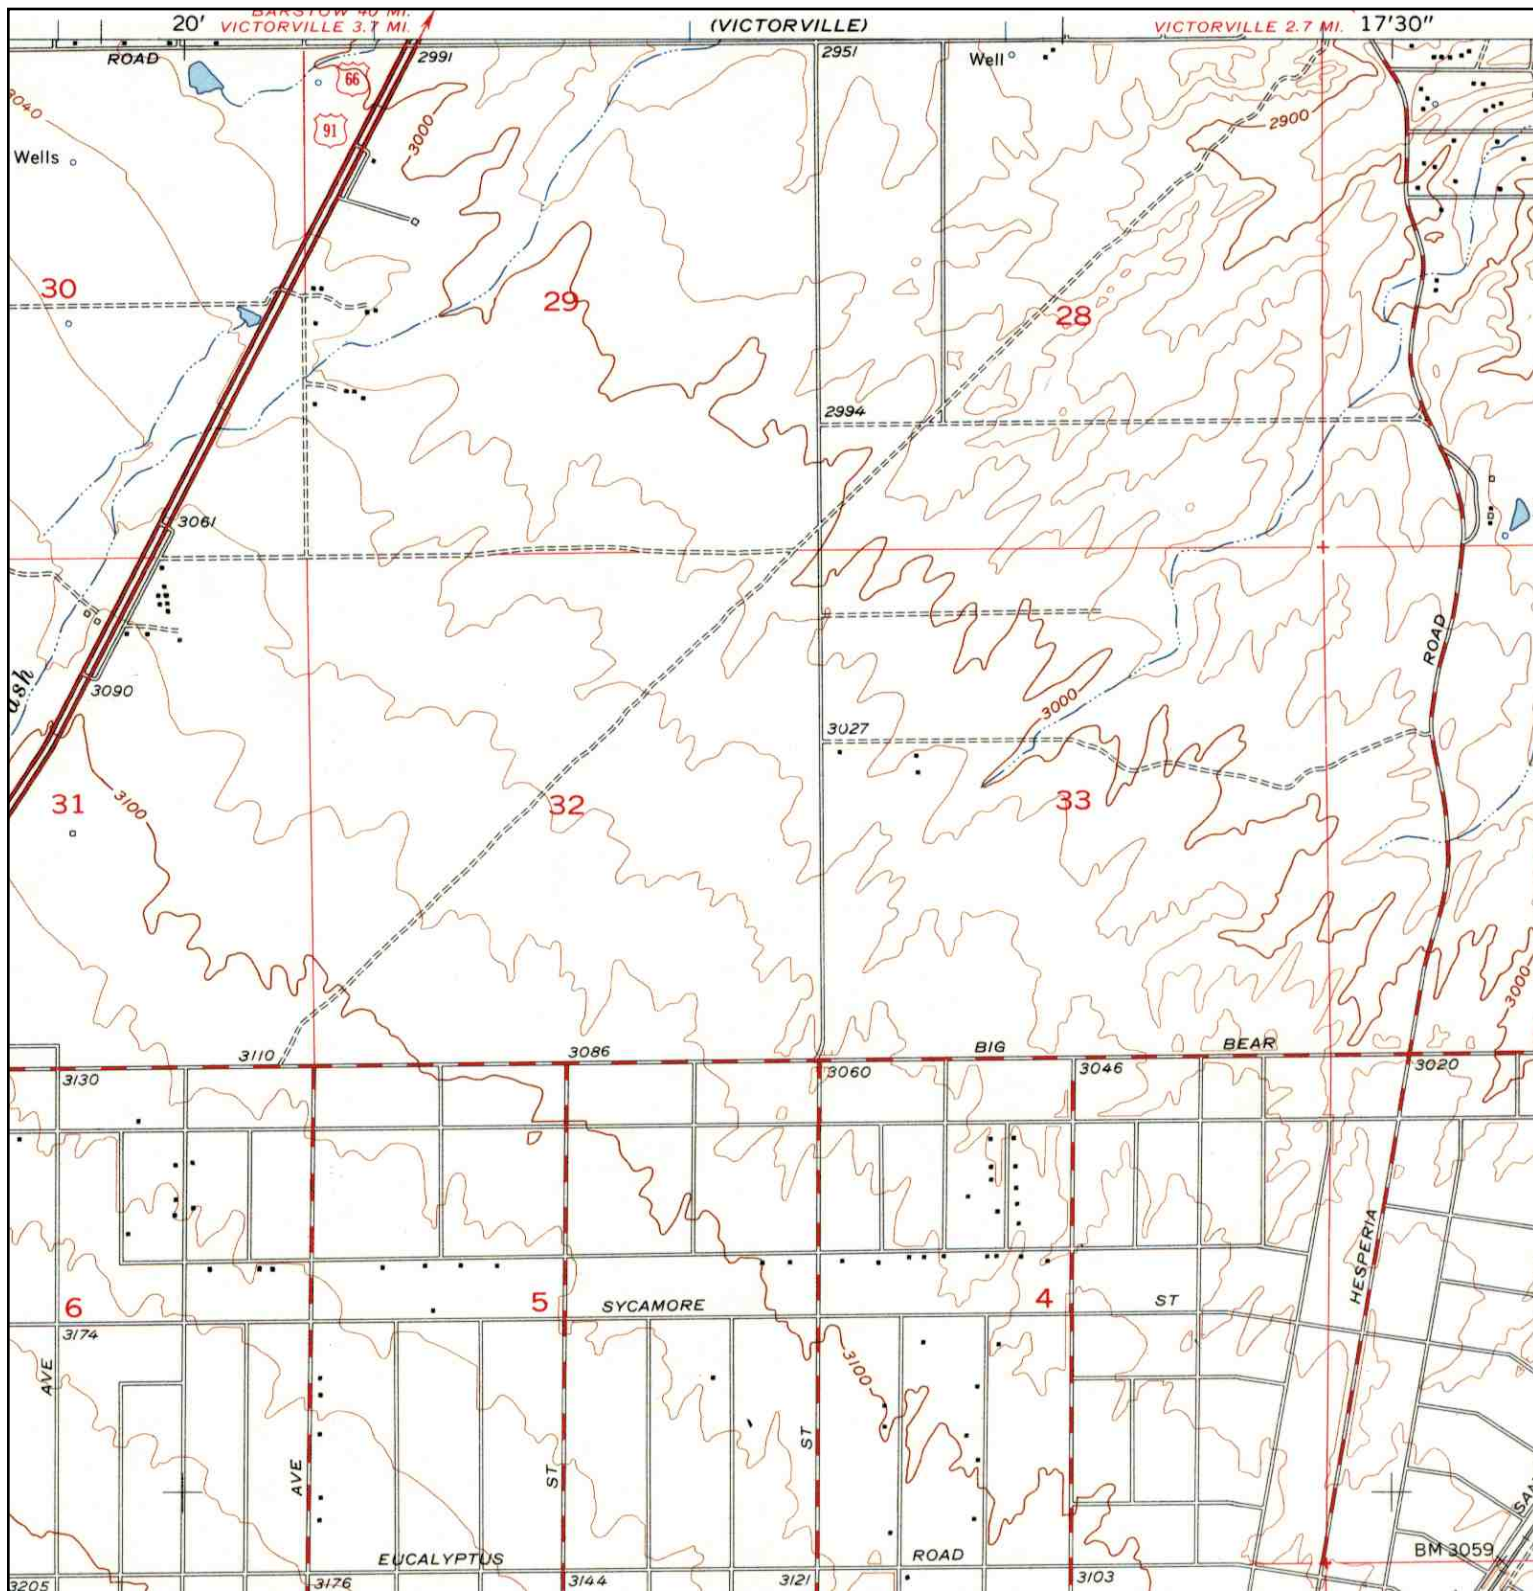 BARSTOW 40 MI.
20' VICTORVILLE 3.7 MI. (VICTORVILLE) VICTORVILLE 2.7 MI. 17'30"
ROAD 2991 2951 Well
66
3040
91 3000 2900
Wells
30 29 28
2994
3061
ROAD
ash
3090 3000
3027
31 3100 32 33
3000
3110 3086 BIG BEAR
3130 3060 3046 3020
HESPERIA
6 5 SYCAMORE 4 ST
3174
AVE 3100
ST
AVE ST
SAN
EUCALYPTUS ROAD BM 3059
3205 3176 3144 3121 3103